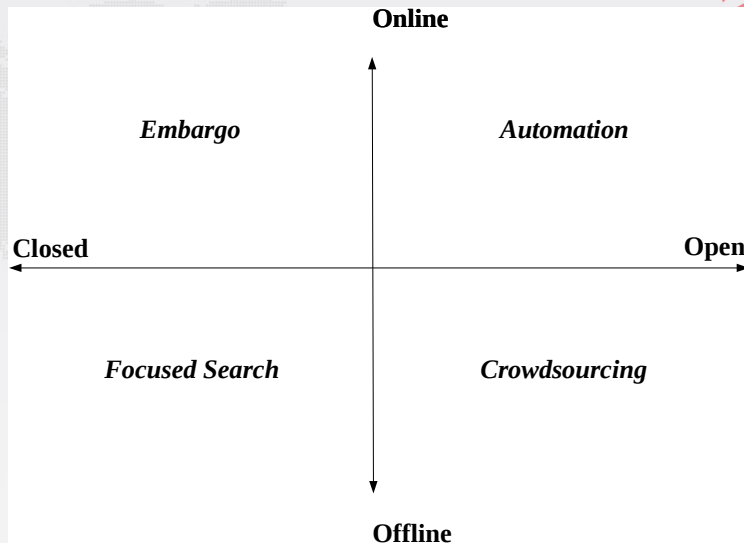 Online
Embargo
Automation
Closed
Open
Focused Search
Crowdsourcing
Offline